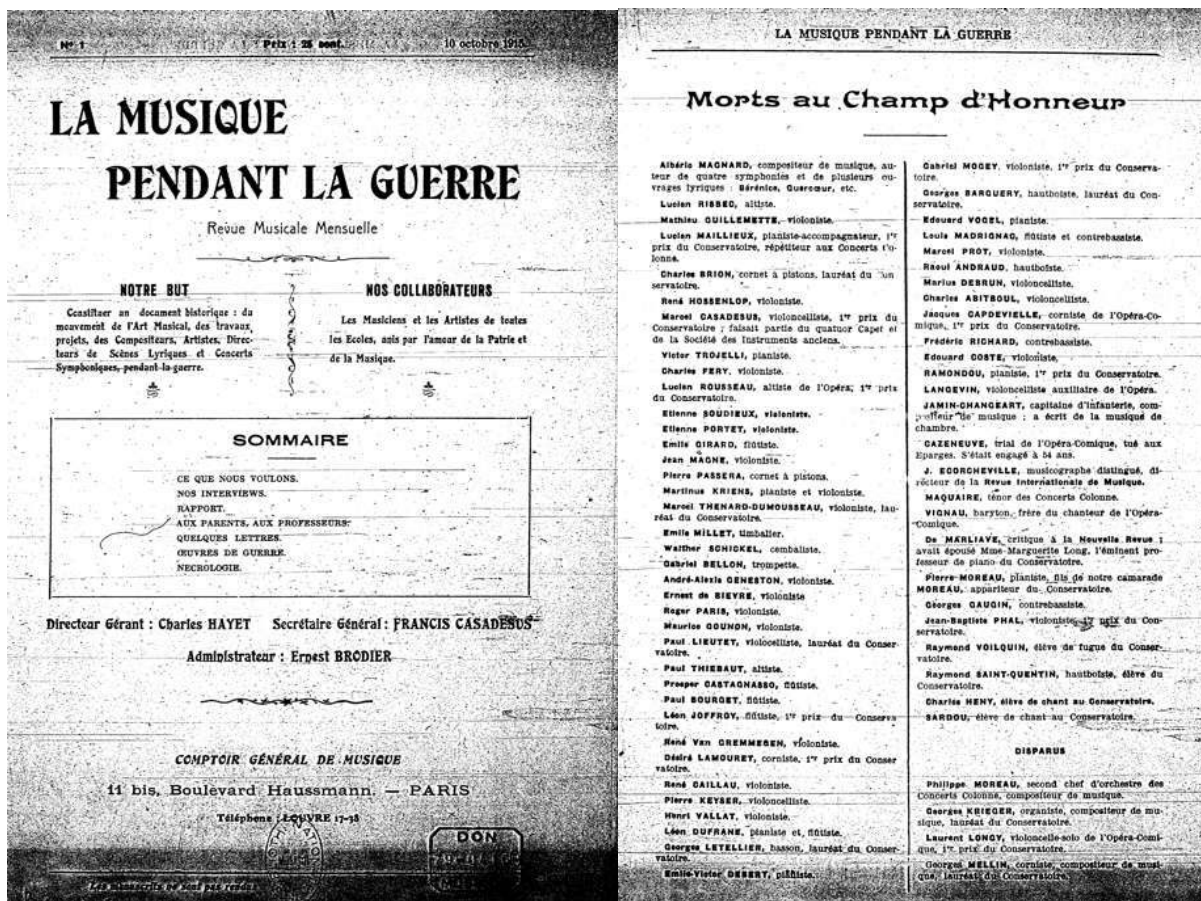 N° 1
Prix : 25 cent.
10 octobre 1915
LA MUSIQUE
PENDANT LA GUERRE
Revue Musicale Mensuelle
NOTRE BUT
Constituer un document historique : du
mouvement de l'Art Musical, des travaux,
projets, des Compositeurs, Artistes, Direc-
teurs de Scènes Lyriques et Concerts
Symphoniques, pendant la guerre.
NOS COLLABORATEURS
Les Musiciens et les Artistes de toutes
les Ecoles, unis par l'amour de la Patrie et
de la Musique.
SOMMAIRE
CE QUE NOUS VOULONS.
NOS INTERVIEWS.
RAPPORT.
AUX PARENTS, AUX PROFESSEURS.
QUELQUES LETTRES.
ŒUVRES DE GUERRE.
NECROLOGIE.
Directeur Gérant : Charles HAYET Secrétaire Général : FRANCIS CASADESUS
Administrateur : Ernest BRODIER
COMPTOIR GÉNÉRAL DE MUSIQUE
11 bis, Boulevard Haussmann. — PARIS
Téléphone : LOUVRE 17-38
DON
Les manuscrits ne sont pas rendus
LA MUSIQUE PENDANT LA GUERRE
Morts au Champ d'Honneur
Albéric MAGNARD, compositeur de musique, au-
teur de quatre symphonies et de plusieurs ou-
vrages lyriques : Bérénice, Guercœur, etc.
Lucien RISBEC, altiste.
Mathieu GUILLEMETTE, violoniste.
Lucien MAILLIEUX, pianiste-accompagnateur, 1er
prix du Conservatoire, répétiteur aux Concerts Co-
lonne.
Charles BRION, cornet à pistons, lauréat du Con
servatoire.
René HOSSENLOP, violoniste.
Marcel CASADESUS, violoncelliste, 1er prix du
Conservatoire ; faisait partie du quatuor Capet et
de la Société des Instruments anciens.
Victor TROJELLI, pianiste.
Charles FERY, violoniste.
Lucien ROUSSEAU, altiste de l'Opéra; 1er prix
du Conservatoire.
Etienne SOUDIEUX, violoniste.
Etienne PORTET, violoniste.
Emile GIRARD, flûtiste.
Jean MAGNE, violoniste.
Pierre PASSERA, cornet à pistons.
Martinus KRIENS, pianiste et violoniste.
Marcel THENARD-DUMOUSSEAU, violoniste, lau-
réat du Conservatoire.
Emile MILLET, timbalier.
Walther SCHICKEL, cembaliste.
Gabriel BELLON, trompette.
André-Alexis GENESTON, violoniste.
Ernest de BIEVRE, violoniste
Roger PARIS, violoniste.
Maurice GOUNON, violoniste.
Paul LIEUTET, violocelliste, lauréat du Conser-
vatoire.
Paul THIEBAUT, altiste.
Prosper CASTAGNASSO, flûtiste.
Paul BOURGET, flûtiste.
Léon JOFFROY, flûtiste, 1er prix du Conserva
toire.
René Van GREMMEGEN, violoniste.
Désiré LAMOURET, corniste, 1er prix du Conser
vatoire.
René CAILLAU, violoniste.
Pierre KEYSER, violoncelliste.
Henri VALLAT, violoniste.
Léon DUFRANE, pianiste et flûtiste.
Georges LETELLIER, basson, lauréat du Conser-
vatoire.
Emile-Victor DEBERT, pianiste.
Gabriel MOGEY, violoniste, 1er prix du Conserva-
toire.
Georges BARGUERY, hautboïste, lauréat du Con-
servatoire.
Edouard VOGEL, pianiste.
Louis MADRIGNAC, flûtiste et contrebassiste.
Marcel PROT, violoniste.
Raoul ANDRAUD, hautboïste.
Marius DEBRUN, violoncelliste.
Charles ABITBOUL, violoncelliste.
Jacques CAPDEVIELLE, corniste de l'Opéra-Co-
mique, 1er prix du Conservatoire.
Frédéric RICHARD, contrebassiste.
Edouard COSTE, violoniste,
RAMONDOU, pianiste, 1er prix du Conservatoire.
LANGEVIN, violoncelliste auxiliaire de l'Opéra.
JAMIN-CHANGEART, capitaine d'infanterie, com-
positeur de musique ; a écrit de la musique de
chambre.
CAZENEUVE, trial de l'Opéra-Comique, tué aux
Eparges. S'était engagé à 54 ans.
J. ECORCHEVILLE, musicographe distingué, di-
recteur de la Revue Internationale de Musique.
MAQUAIRE, ténor des Concerts Colonne.
VIGNAU, baryton, frère du chanteur de l'Opéra-
Comique.
De MARLIAVE, critique à la Nouvelle Revue ;
avait épousé Mme Marguerite Long, l'éminent pro-
fesseur de piano du Conservatoire.
Pierre MOREAU, pianiste, fils de notre camarade
MOREAU, appariteur du Conservatoire.
Georges GAUGIN, contrebassiste.
Jean-Baptiste PHAL, violoniste, 1er prix du Con-
servatoire.
Raymond VOILQUIN, élève de fugue du Conser-
vatoire.
Raymond SAINT-QUENTIN, hautboïste, élève du
Conservatoire.
Charles HENY, élève de chant au Conservatoire.
SARDOU, élève de chant au Conservatoire.
DISPARUS
Philippe MOREAU, second chef d'orchestre des
Concerts Colonne, compositeur de musique.
Georges KRIEGER, organiste, compositeur de mu-
sique, lauréat du Conservatoire.
Laurent LONGY, violoncelle-solo de l'Opéra-Comi-
que, 1er prix du Conservatoire.
Georges MELLIN, corniste, compositeur de musi-
que, lauréat du Conservatoire.